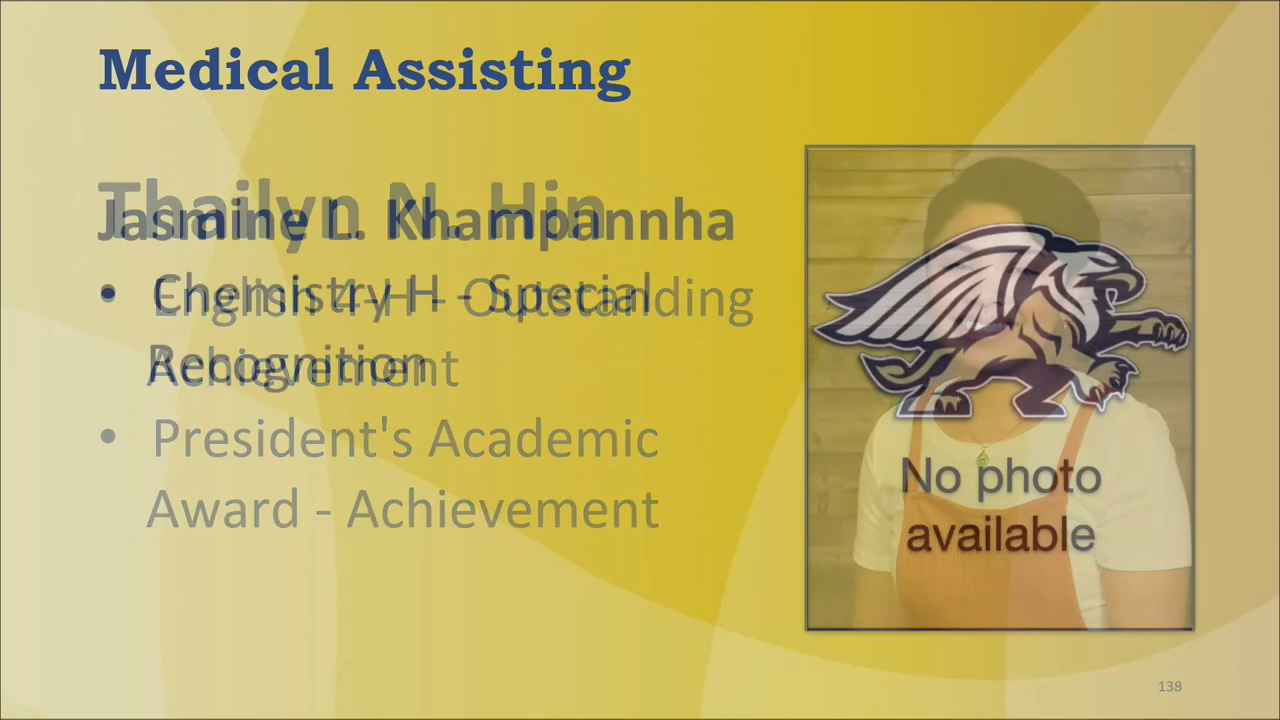 Medical Assisting
Thailyn N. Hin
Jasmine L. Khampannha
• Chemistry H - Special
Recognition
• English 4-H - Outstanding
Achievement
• President's Academic
Award - Achievement
No photo
available
138